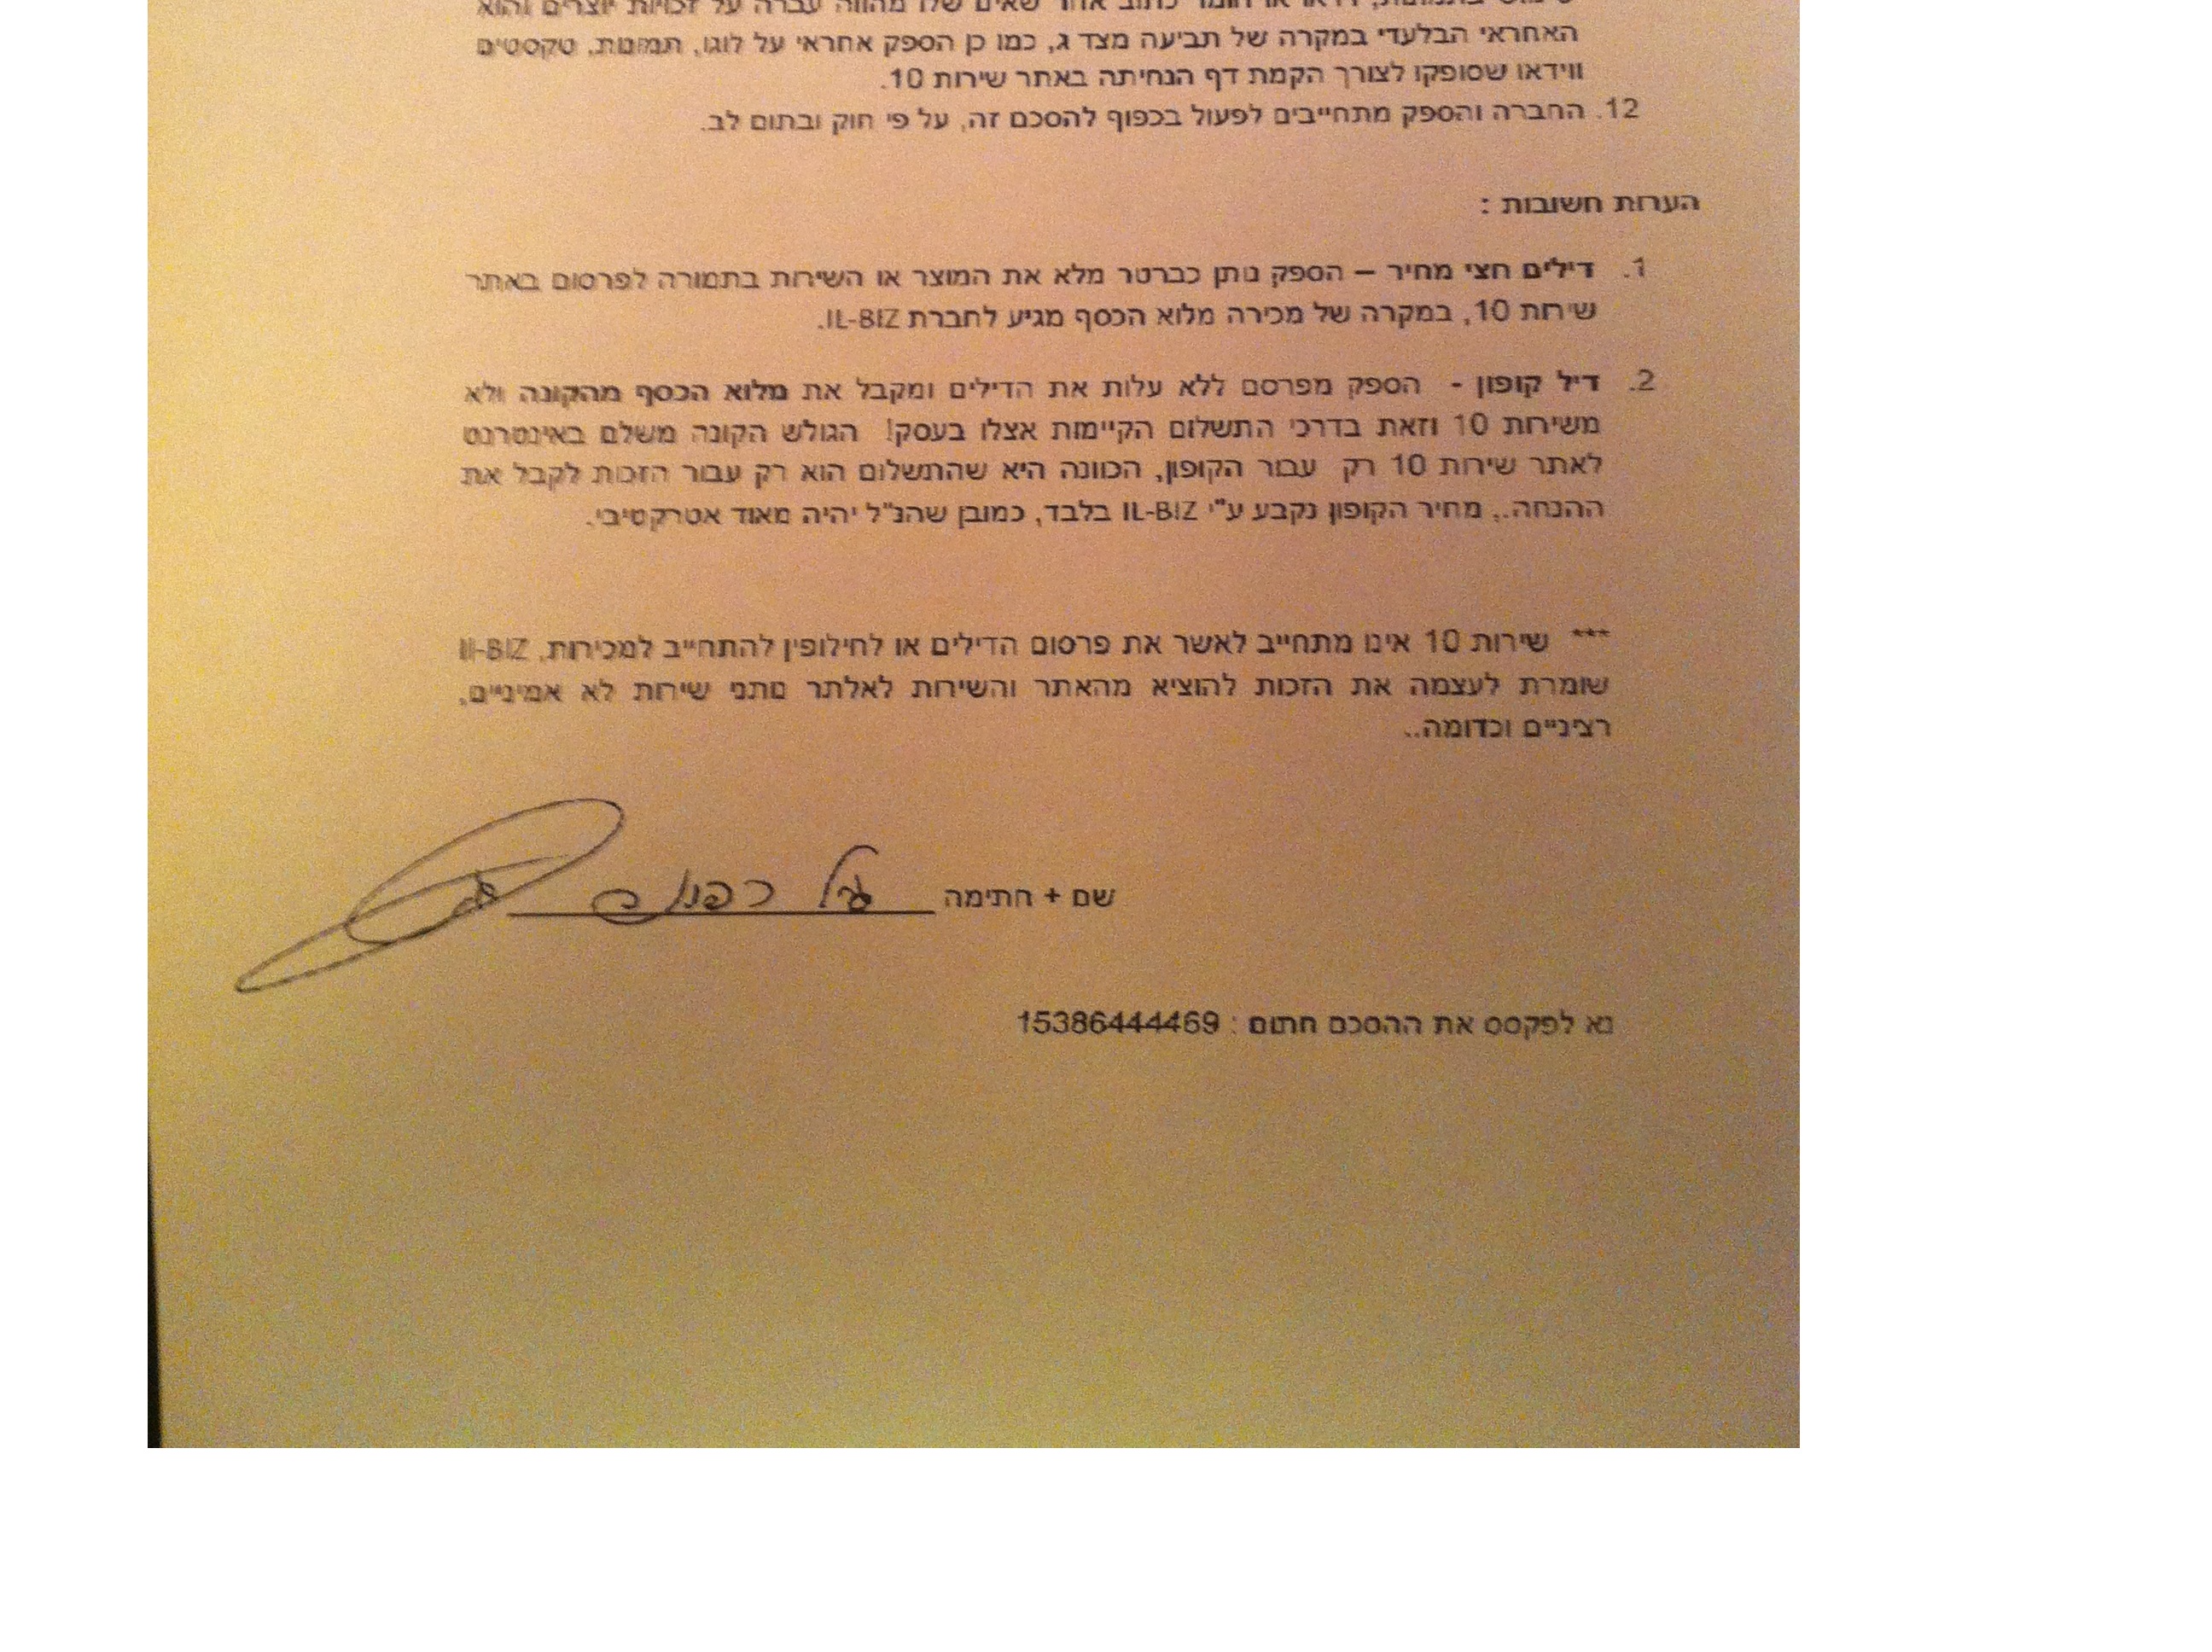 שימוש בתמונות, וידאו או חומר כתוב אחר שאינם שלו מהווה עברה על זכויות יוצרים והוא
האחראי הבלעדי במקרה של תביעה מצד ג, כמו כן הספק אחראי על לוגו, תמונות, טקסטים
ווידאו שסופקו לצורך הקמת דף הנחיתה באתר שירות 10.
12. החברה והספק מתחייבים לפעול בכפוף להסכם זה, על פי חוק ובתום לב.
הערות חשובות :
1. דילים חצי מחיר – הספק נותן כברטר מלא את המוצר או השירות בתמורה לפרסום באתר
שירות 10, במקרה של מכירה מלוא הכסף מגיע לחברת IL-BIZ.
2. דיל קופון - הספק מפרסם ללא עלות את הדילים ומקבל את מלוא הכסף מהקונה ולא
משירות 10 וזאת בדרכי התשלום הקיימות אצלו בעסק! הגולש הקונה משלם באינטרנט
לאתר שירות 10 רק עבור הקופון, הכוונה היא שהתשלום הוא רק עבור הזכות לקבל את
ההנחה., מחיר הקופון נקבע ע"י IL-BIZ בלבד, כמובן שהנ"ל יהיה מאוד אטרקטיבי.
*** שירות 10 אינו מתחייב לאשר את פרסום הדילים או לחילופין להתחייב למכירות, Il-BIZ
שומרת לעצמה את הזכות להוציא מהאתר והשירות לאלתר נותני שירות לא אמיניים,
רציניים וכדומה..
שם + חתימה
נא לפקסס את ההסכם חתום : 15386444469